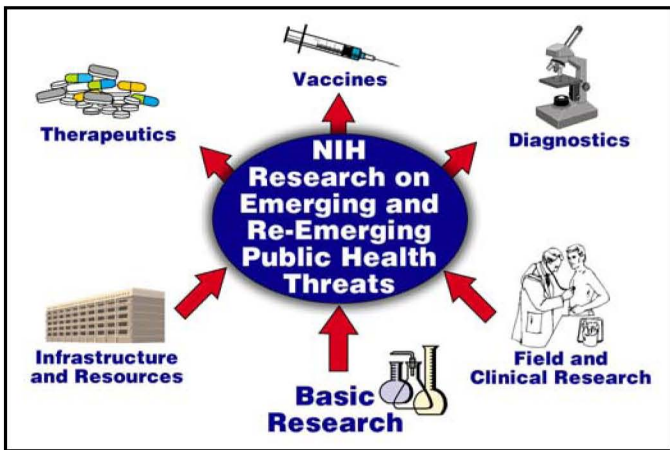 Vaccines
Therapeutics
Diagnostics
NIH
Research on
Emerging and
Re-Emerging
Public Health
Threats
Infrastructure
and Resources
Basic
Research
Field and
Clinical Research